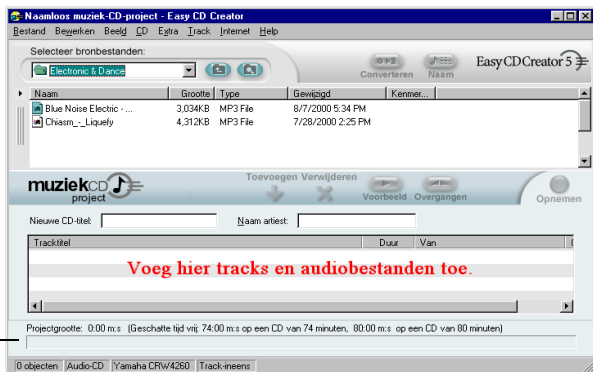 Naamloos muziek-CD-project - Easy CD Creator
Bestand Bewerken Beeld CD Extra Track Internet Help
Selecteer bronbestanden:
Electronic & Dance
Converteren Naam
Easy CD Creator 5
Naam Grootte Type Gewijzigd Kenmer...
Blue Noise Electric - ... 3,034KB MP3 File 8/7/2000 5:34 PM
Chiasm_-_Liquefy 4,312KB MP3 File 7/28/2000 2:25 PM
muziekCD project
Toevoegen Verwijderen
Voorbeeld Overgangen
Opnemen
Nieuwe CD-titel: Naam artiest:
Tracktitel Duur Van
Voeg hier tracks en audiobestanden toe.
Projectgrootte: 0:00 m:s (Geschatte tijd vrij: 74:00 m:s op een CD van 74 minuten, 80:00 m:s op een CD van 80 minuten)
0 objecten Audio-CD Yamaha CRW4260 Track-ineens